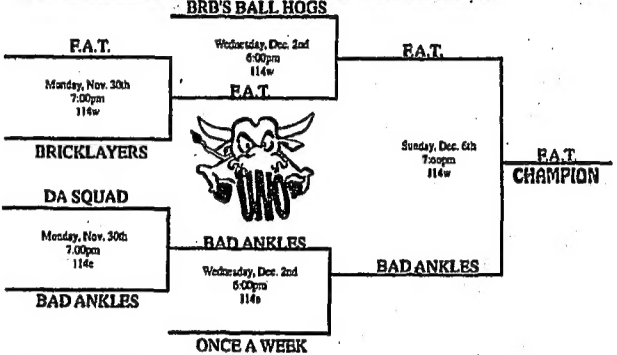 BRB'S BALL HOGS
F.A.T.
Wednesday, Dec. 2nd
6:00pm
114w
F.A.T.
Monday, Nov. 30th
7:00pm
114w
F.A.T.
BRICKLAYERS
Sunday, Dec. 6th
7:00pm
114w
F.A.T.
CHAMPION
UNO
DA SQUAD
Monday, Nov. 30th
7.00pm
114e
BAD ANKLES
BAD ANKLES
Wednesday, Dec. 2nd
6:00pm
BAD ANKLES
ONCE A WEEK